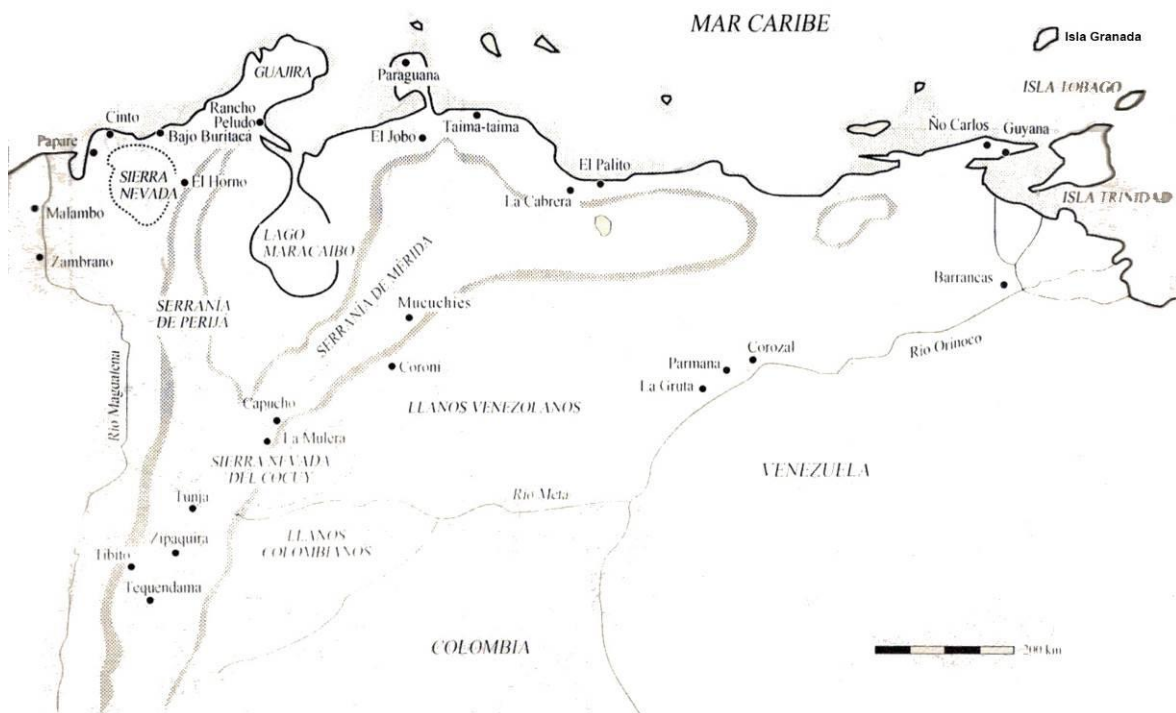 MAR CARIBE
Isla Granada
ISLA TOBAGO
GUAJIRA
Paraguana
Rancho
Peludo
Cinto
Bajo Buritaca
Papare
El Jobo
Taima-taima
Ño Carlos
Guyana
SIERRA
NEVADA
El Horno
El Palito
La Cabrera
ISLA TRINIDAD
Malambo
LAGO
MARACAIBO
Zambrano
Barrancas
SERRANÍA
DE PERIJÁ
SERRANÍA DE MÉRIDA
Mucuchies
Río Orinoco
Corozal
Parmana
La Gruta
Coroni
Río Magdalena
Capucho
LLANOS VENEZOLANOS
La Mulera
SIERRA NEVADA
DEL COCUY
VENEZUELA
Tunja
Río Meta
LLANOS
COLOMBIANOS
Zipaquira
Tibito
Tequendama
COLOMBIA
200 km